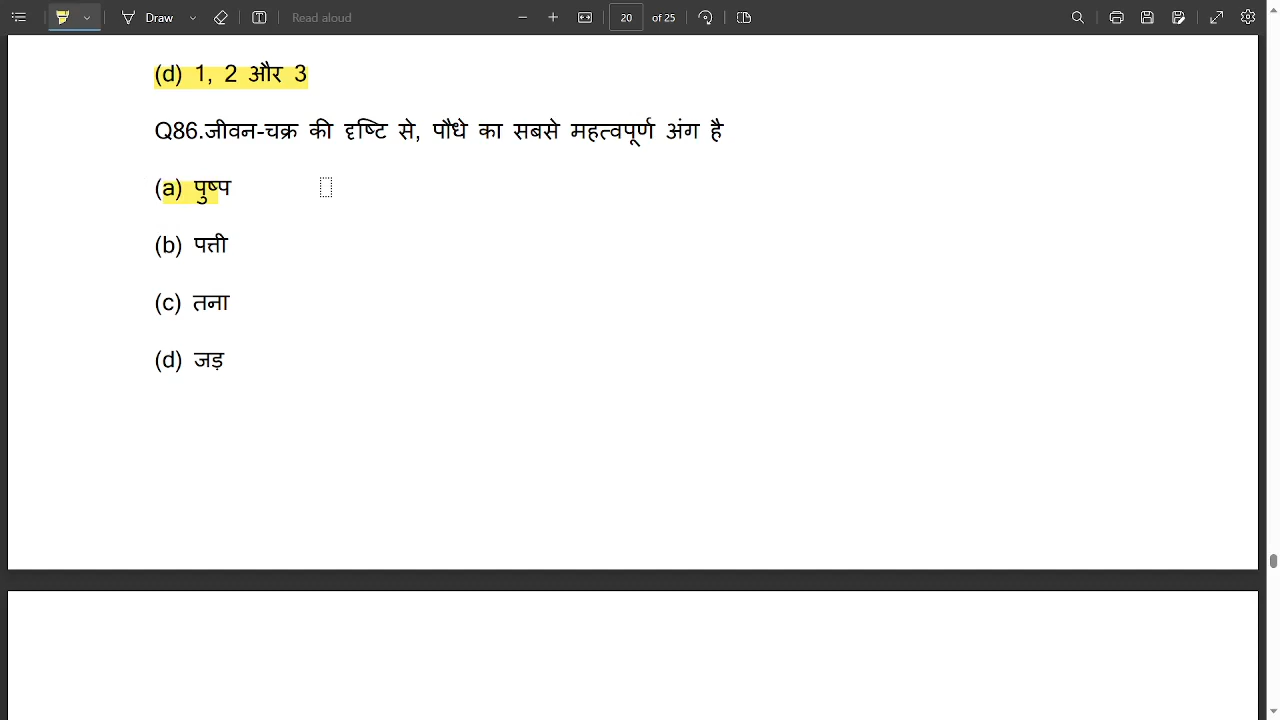 Draw
Read aloud
20
of 25
(d) 1, 2 और 3
Q86.जीवन-चक्र की दृष्टि से, पौधे का सबसे महत्वपूर्ण अंग है
(a) पुष्प
(b) पत्ती
(c) तना
(d) जड़